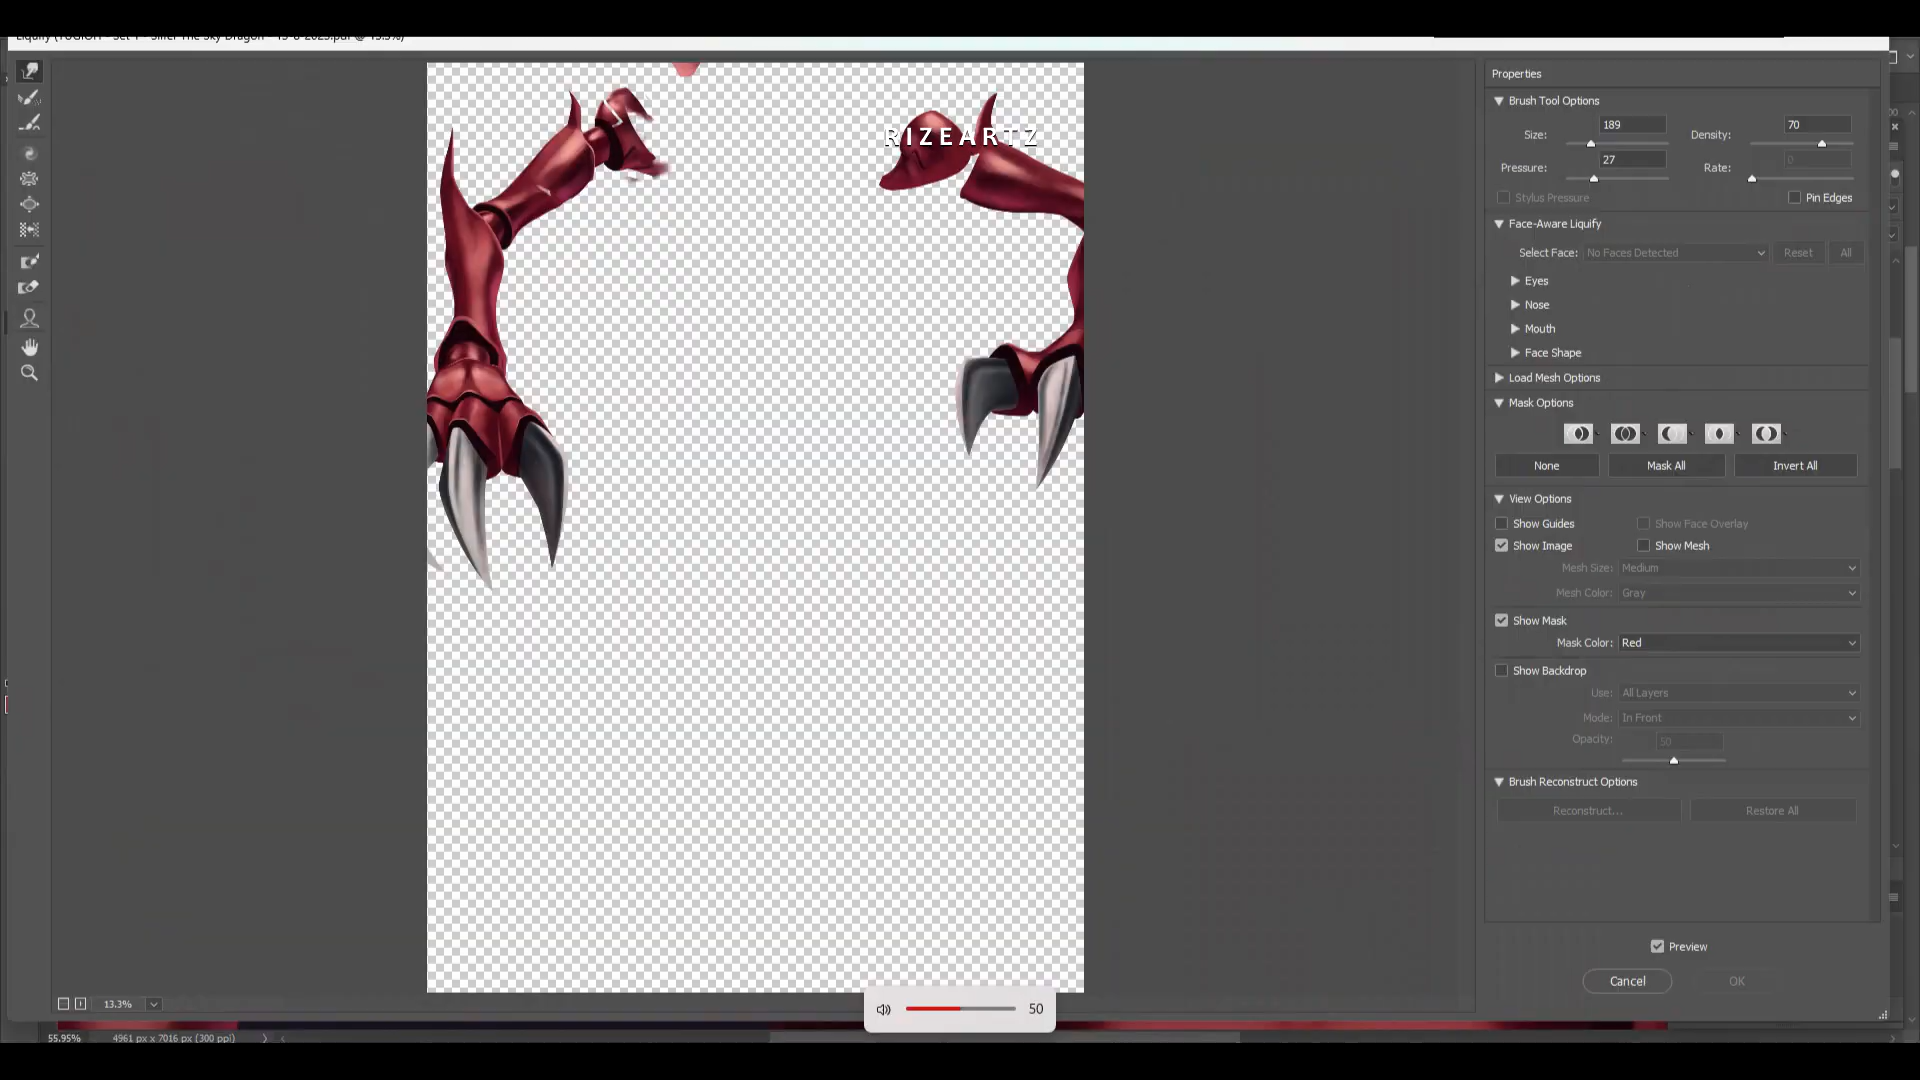 Properties
Brush Tool Options
Size: 189 Density: 70
Pressure: 27 Rate: 0
Stylus Pressure Pin Edges
Face-Aware Liquify
Select Face: No Faces Detected Reset All
Eyes
Nose
Mouth
Face Shape
Load Mesh Options
Mask Options
None Mask All Invert All
View Options
Show Guides Show Face Overlay
Show Image Show Mesh
Mesh Size: Medium
Mesh Color: Gray
Show Mask
Mask Color: Red
Show Backdrop
Use: All Layers
Mode: In Front
Opacity: 50
Brush Reconstruct Options
Reconstruct... Restore All
Preview
Cancel OK
RIZEARTZ
13.3%
50
55.95% 4961 px x 7016 px (300 ppi)